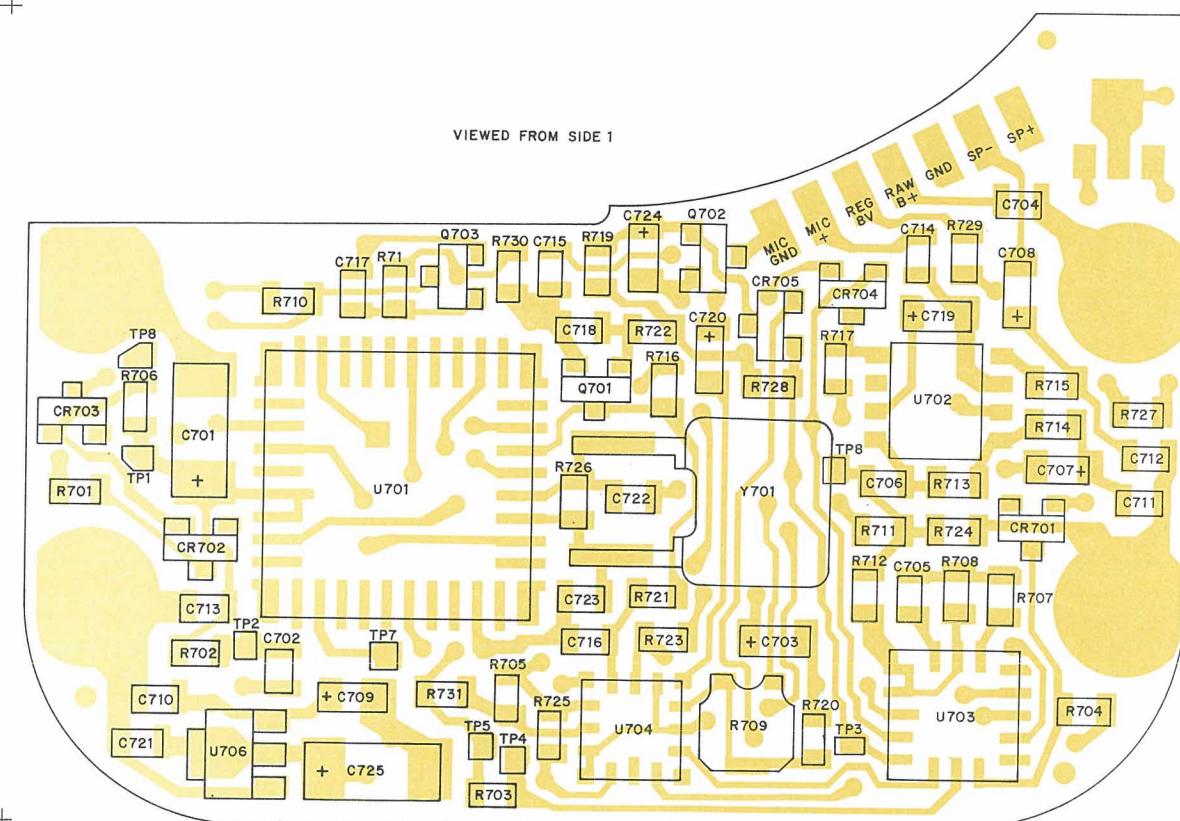 VIEWED FROM SIDE 1
SP+
SP-
GND
RAW
B+
REG
8V
MIC
+
MIC
GND
C704
C724
Q702
Q703
R730
C715
R719
C714
R729
C708
C717
R71
CR705
CR704
R710
C718
R722
C720
C719
R717
TP8
R706
R716
Q701
R728
U702
R715
CR703
C701
R727
R714
TP1
R726
TP8
C707
C712
R701
U701
C722
Y701
C706
R713
C711
CR702
R711
R724
CR701
R712
C705
R708
C713
C723
R721
R707
TP2
C702
TP7
C716
R723
C703
R702
R705
C710
C709
R731
R725
R720
U703
R704
TP5
TP4
U704
R709
TP3
C721
U706
C725
R703
+
+
+
+
+
+
+
+
+